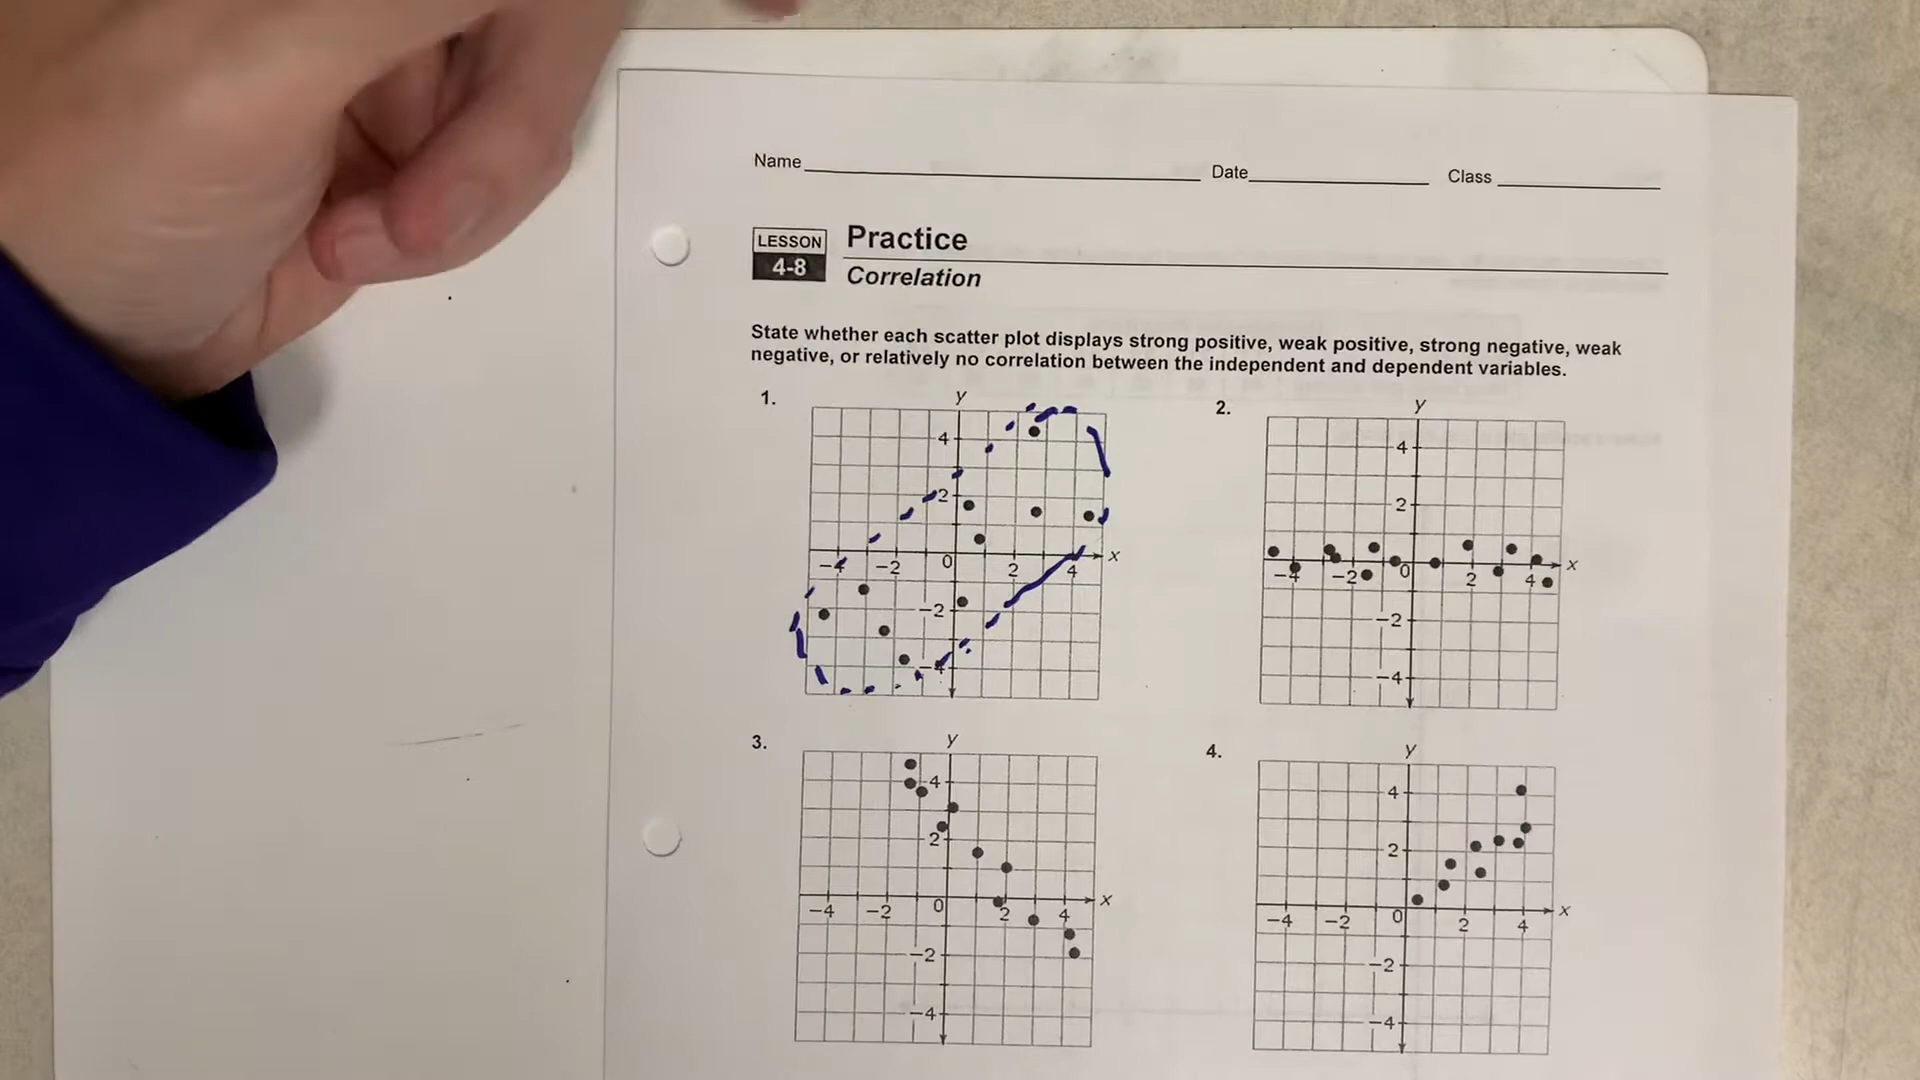 Name Date Class
LESSON
4-8
Practice
Correlation
State whether each scatter plot displays strong positive, weak positive, strong negative, weak
negative, or relatively no correlation between the independent and dependent variables.
1.
y
4
2
−4 −2 0 2 4 x
−2
−4
2.
y
4
2
−4 −2 0 2 4 x
−2
−4
3.
y
4
2
−4 −2 0 2 4 x
−2
−4
4.
y
4
2
−4 −2 0 2 4 x
−2
−4